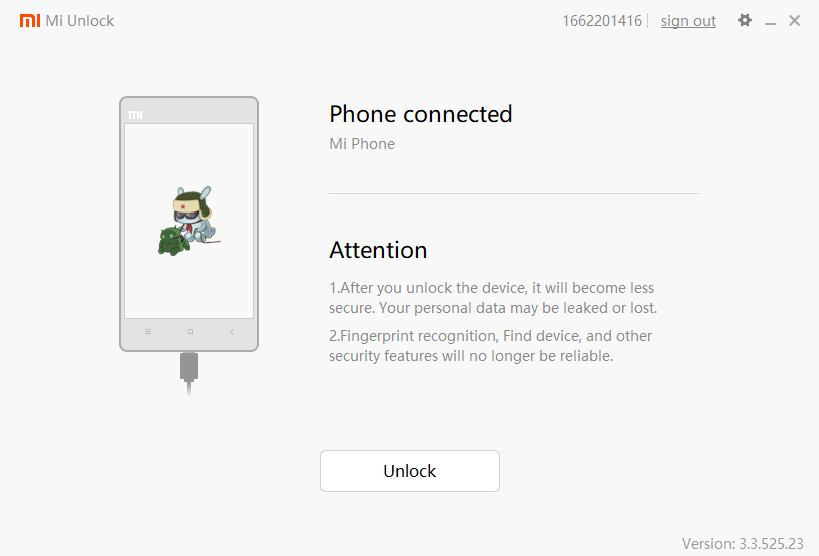 mi Mi Unlock 1662201416 sign out
mi
Phone connected
Mi Phone
Attention
1.After you unlock the device, it will become less
secure. Your personal data may be leaked or lost.
2.Fingerprint recognition, Find device, and other
security features will no longer be reliable.
Unlock
Version: 3.3.525.23